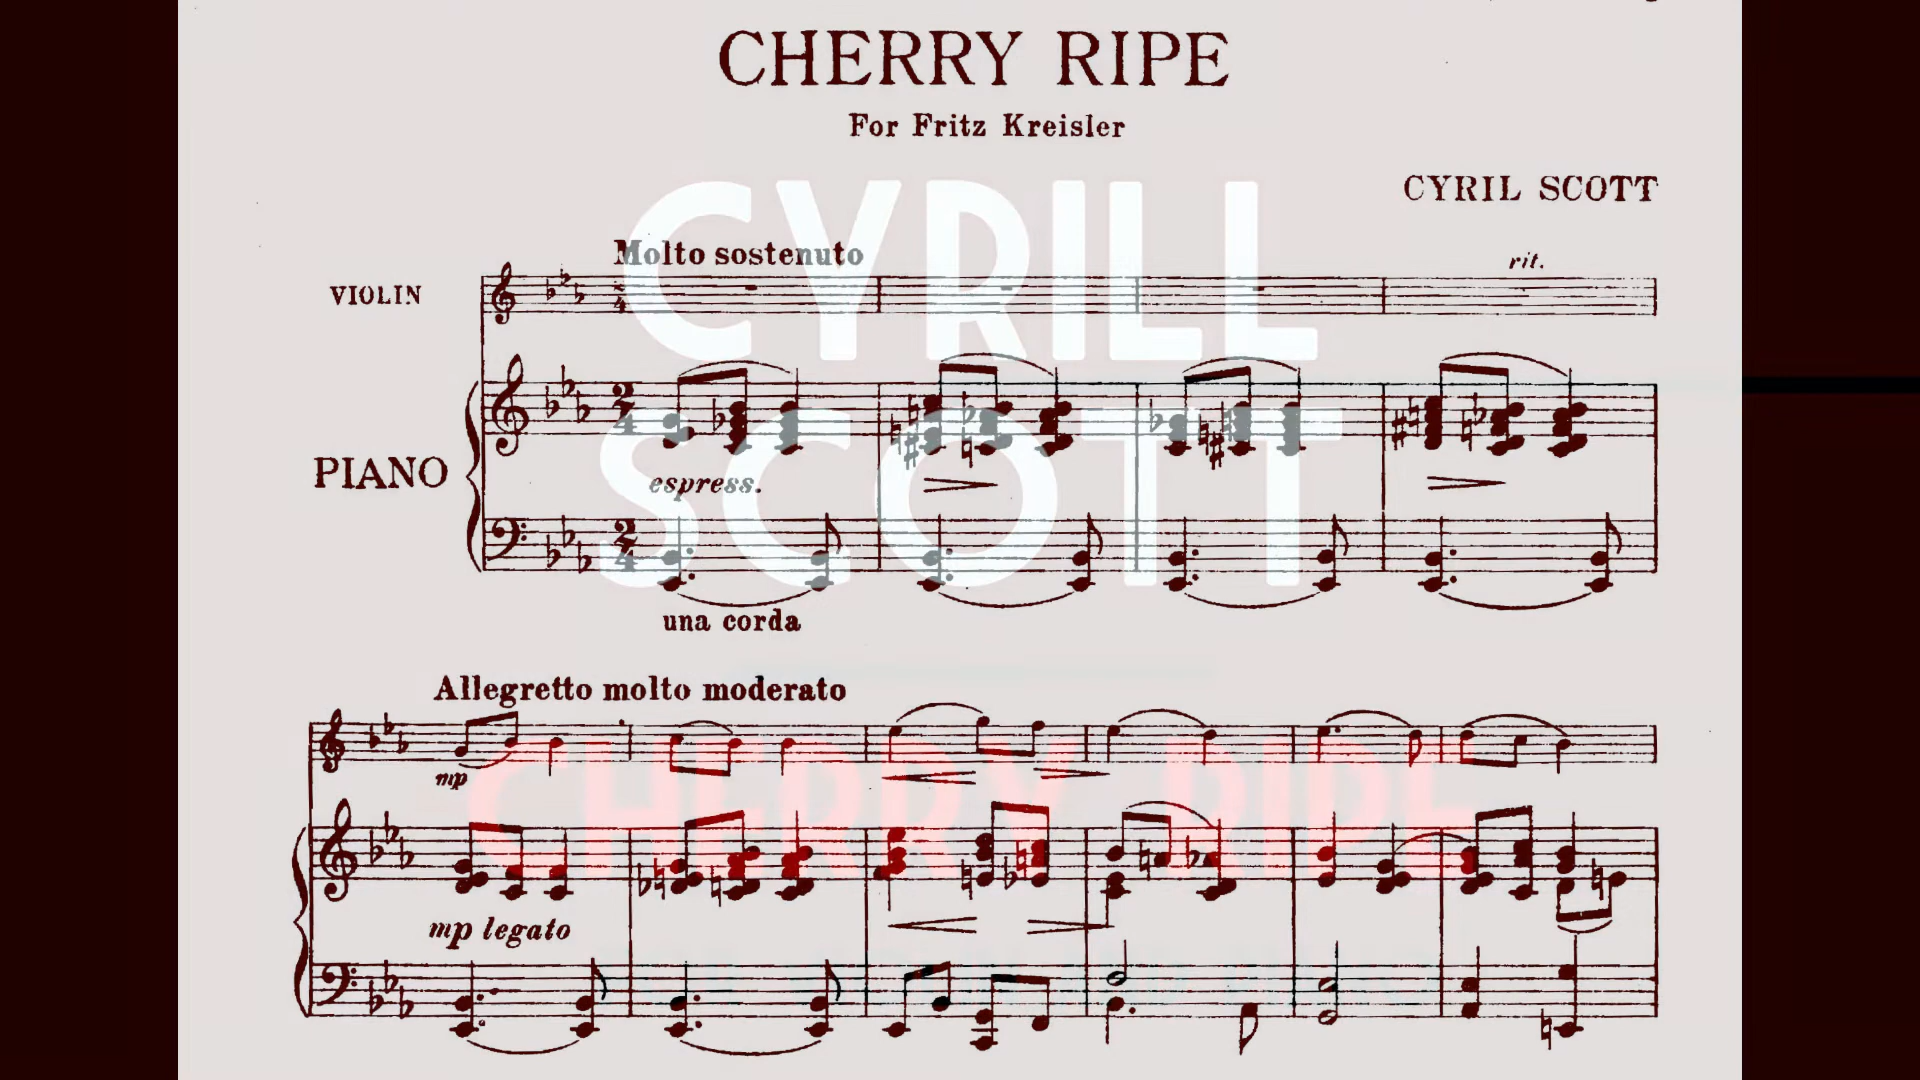 CHERRY RIPE
For Fritz Kreisler
CYRIL SCOTT
CYRILL
SCOTT
Molto sostenuto
rit.
VIOLIN
PIANO
espress.
una corda
Allegretto molto moderato
mp
CHERRY RIPE
mp legato